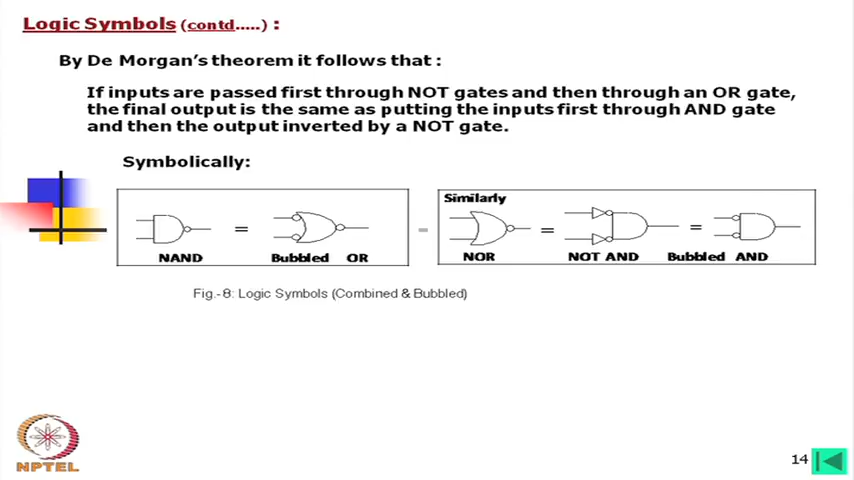 Logic Symbols (contd.....) :
By De Morgan's theorem it follows that :
If inputs are passed first through NOT gates and then through an OR gate,
the final output is the same as putting the inputs first through AND gate
and then the output inverted by a NOT gate.
Symbolically:
=
NAND Bubbled OR
=
Similarly
= =
NOR NOT AND Bubbled AND
Fig.-8: Logic Symbols (Combined & Bubbled)
NPTEL
14